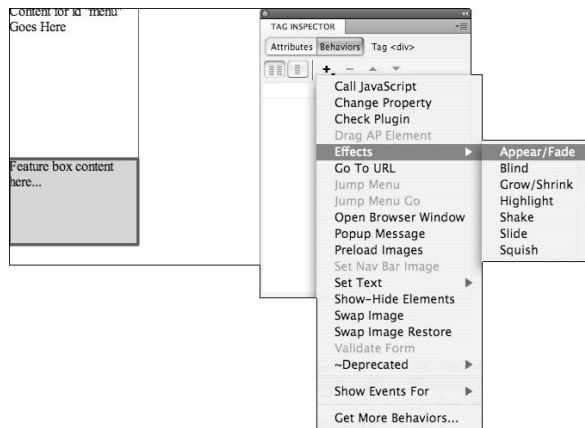 Content for id "menu"
Goes Here
Feature box content
here...
TAG INSPECTOR
Attributes Behaviors Tag <div>
Call JavaScript
Change Property
Check Plugin
Drag AP Element
Effects
Go To URL
Jump Menu
Jump Menu Go
Open Browser Window
Popup Message
Preload Images
Set Nav Bar Image
Set Text
Show-Hide Elements
Swap Image
Swap Image Restore
Validate Form
~Deprecated
Show Events For
Get More Behaviors...
Appear/Fade
Blind
Grow/Shrink
Highlight
Shake
Slide
Squish